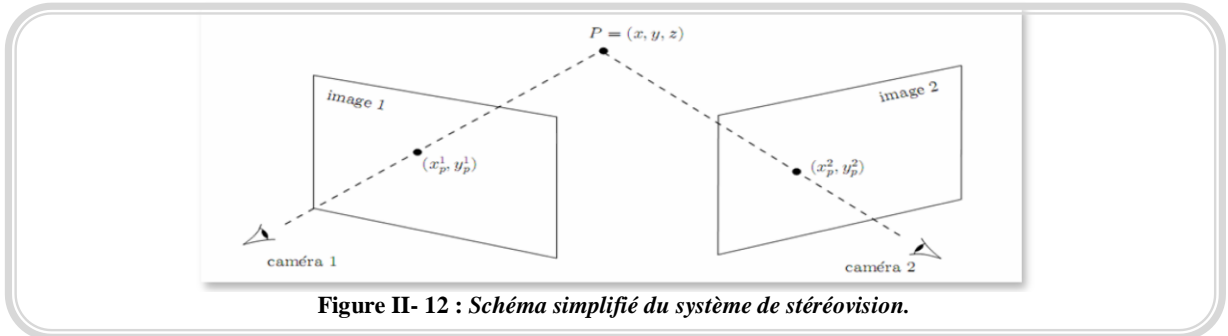 P = (x, y, z)
image 1
image 2
(x_p^1, y_p^1)
(x_p^2, y_p^2)
caméra 1
caméra 2
Figure II- 12 : Schéma simplifié du système de stéréovision.